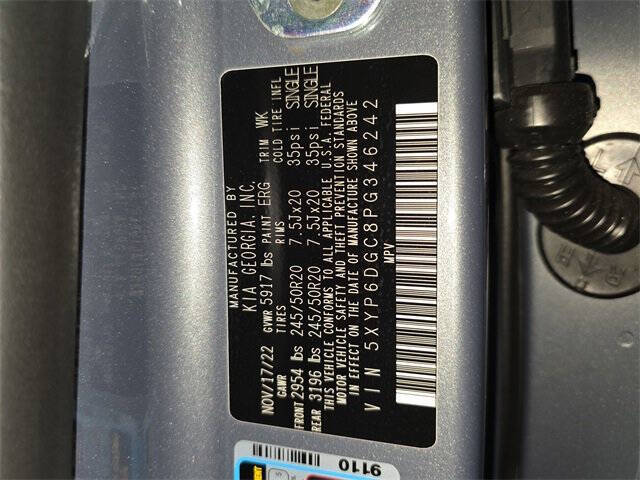 MANUFACTURED BY
KIA GEORGIA, INC.
NOV/17/22 GVWR 5917 lbs PAINT ERG TRIM WK
GAWR TIRES RIMS COLD TIRE INFL
FRONT 2954 lbs 245/50R20 7.5Jx20 35psi SINGLE
REAR 3196 lbs 245/50R20 7.5Jx20 35psi SINGLE
THIS VEHICLE CONFORMS TO ALL APPLICABLE U.S.A. FEDERAL
MOTOR VEHICLE SAFETY AND THEFT PREVENTION STANDARDS
IN EFFECT ON THE DATE OF MANUFACTURE SHOWN ABOVE
VIN 5XYP6DGC8PG346242
MPV
9110